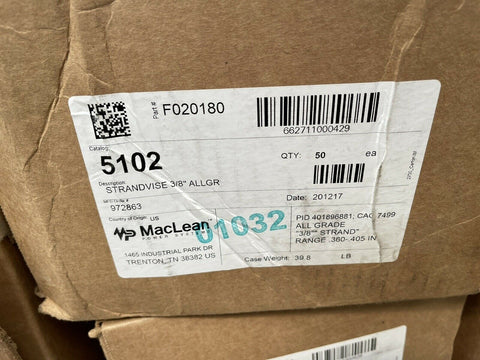 Part #
F020180
662711000429
Catalog
5102
QTY: 50 ea
Description
STRANDVISE 3/8" ALLGR
Date: 201217
972863
Country of Origin US
MacLean
POWER SYSTEMS
01032
1465 INDUSTRIAL PARK DR
TRENTON, TN 38382 US
PID 401896881, CAC 7499
ALL GRADE
"3/8"" STRAND"
RANGE .360-.405 IN
Case Weight: 39.8 LB